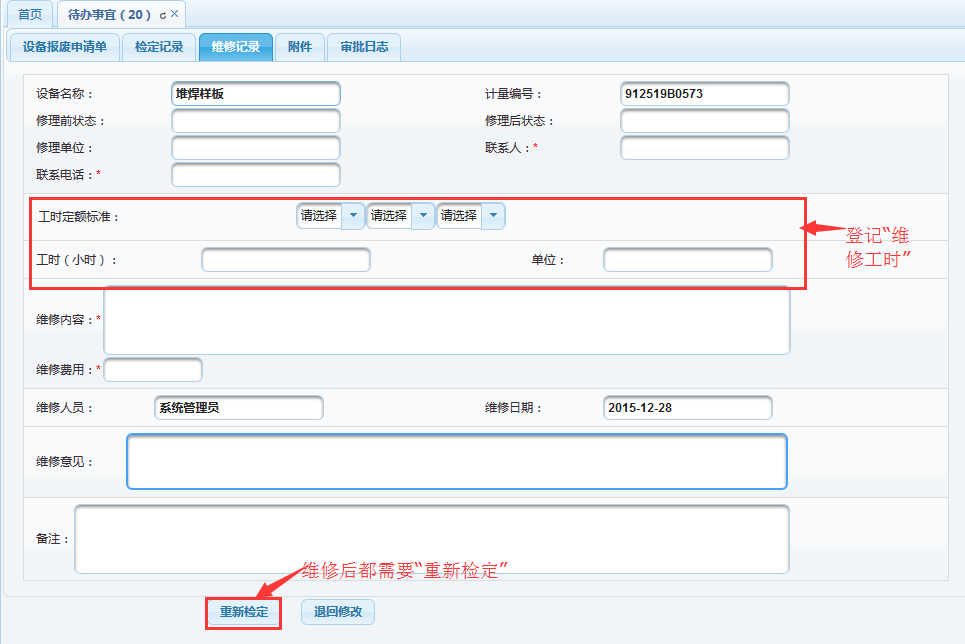 首页 待办事宜（20）
设备报废申请单 检定记录 维修记录 附件 审批日志
设备名称： 堆焊样板 计量编号： 912519B0573
修理前状态： 修理后状态：
修理单位： 联系人：*
联系电话：*
工时定额标准： 请选择 请选择 请选择
登记“维
修工时”
工时（小时）： 单位：
维修内容：*
维修费用：*
维修人员： 系统管理员 维修日期： 2015-12-28
维修意见：
备注：
维修后都需要“重新检定”
重新检定 退回修改